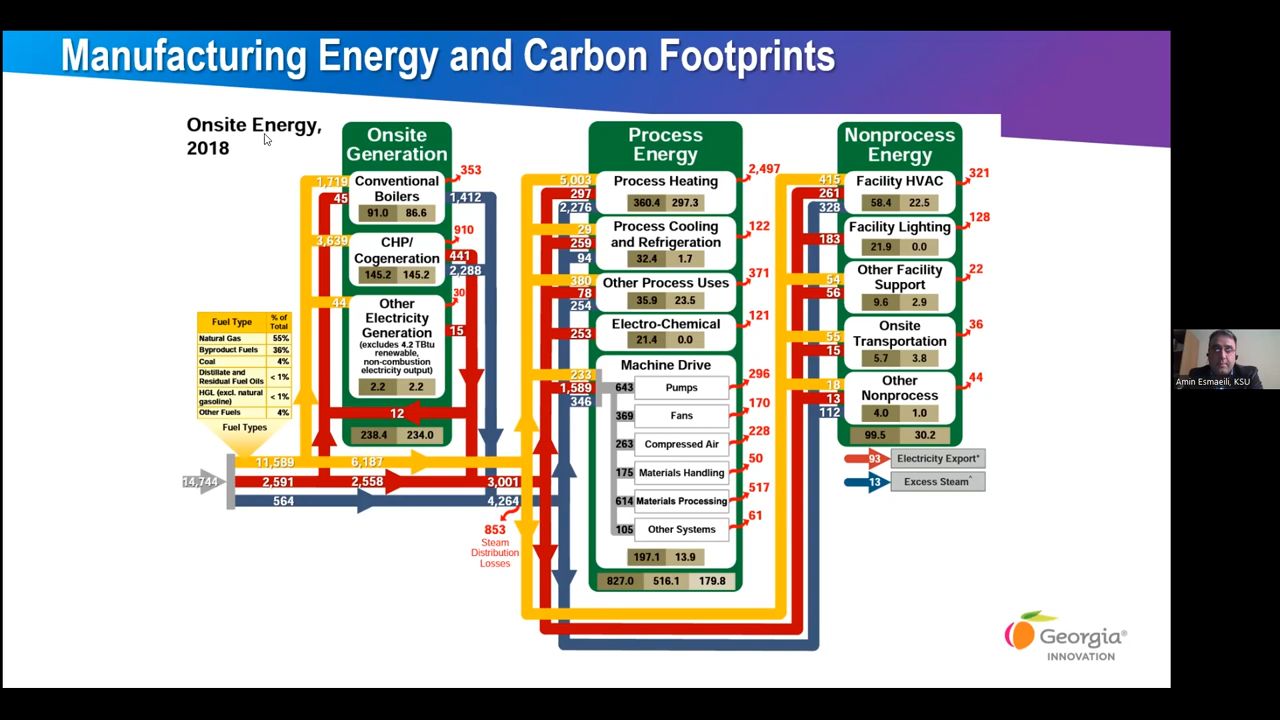 Manufacturing Energy and Carbon Footprints
Onsite Energy,
2018
Onsite
Generation
Conventional
Boilers
91.0 86.6
1,719
45
353
1,412
CHP/
Cogeneration
145.2 145.2
3,639
910
441
2,288
Other
Electricity
Generation
(excludes 4.2 TBtu
renewable,
non-combustion
electricity output)
2.2 2.2
44
30
15
12
238.4 234.0
Fuel Type % of Total
Natural Gas 55%
Byproduct Fuels 36%
Coal 4%
Distillate and
Residual Fuel Oils < 1%
HGL (excl. natural
gasoline) < 1%
Other Fuels 4%
Fuel Types
14,744
11,589 6,187
2,591 2,558 3,001
564 4,264
853
Steam
Distribution
Losses
Process
Energy
Process Heating
360.4 297.3
5,003
297
2,276
2,497
Process Cooling
and Refrigeration
32.4 1.7
29
259
94
122
Other Process Uses
35.9 23.5
380
78
254
371
Electro-Chemical
21.4 0.0
253
121
Machine Drive
233
1,589
346
643 Pumps 296
369 Fans 170
263 Compressed Air 228
175 Materials Handling 50
614 Materials Processing 517
105 Other Systems 61
197.1 13.9
827.0 516.1 179.8
Nonprocess
Energy
Facility HVAC
58.4 22.5
415
261
328
321
Facility Lighting
21.9 0.0
183
128
Other Facility
Support
9.6 2.9
54
56
22
Onsite
Transportation
5.7 3.8
55
15
36
Other
Nonprocess
4.0 1.0
18
13
112
44
99.5 30.2
93 Electricity Export*
13 Excess Steam^
Georgia®
INNOVATION
Amin Esmaeili, KSU